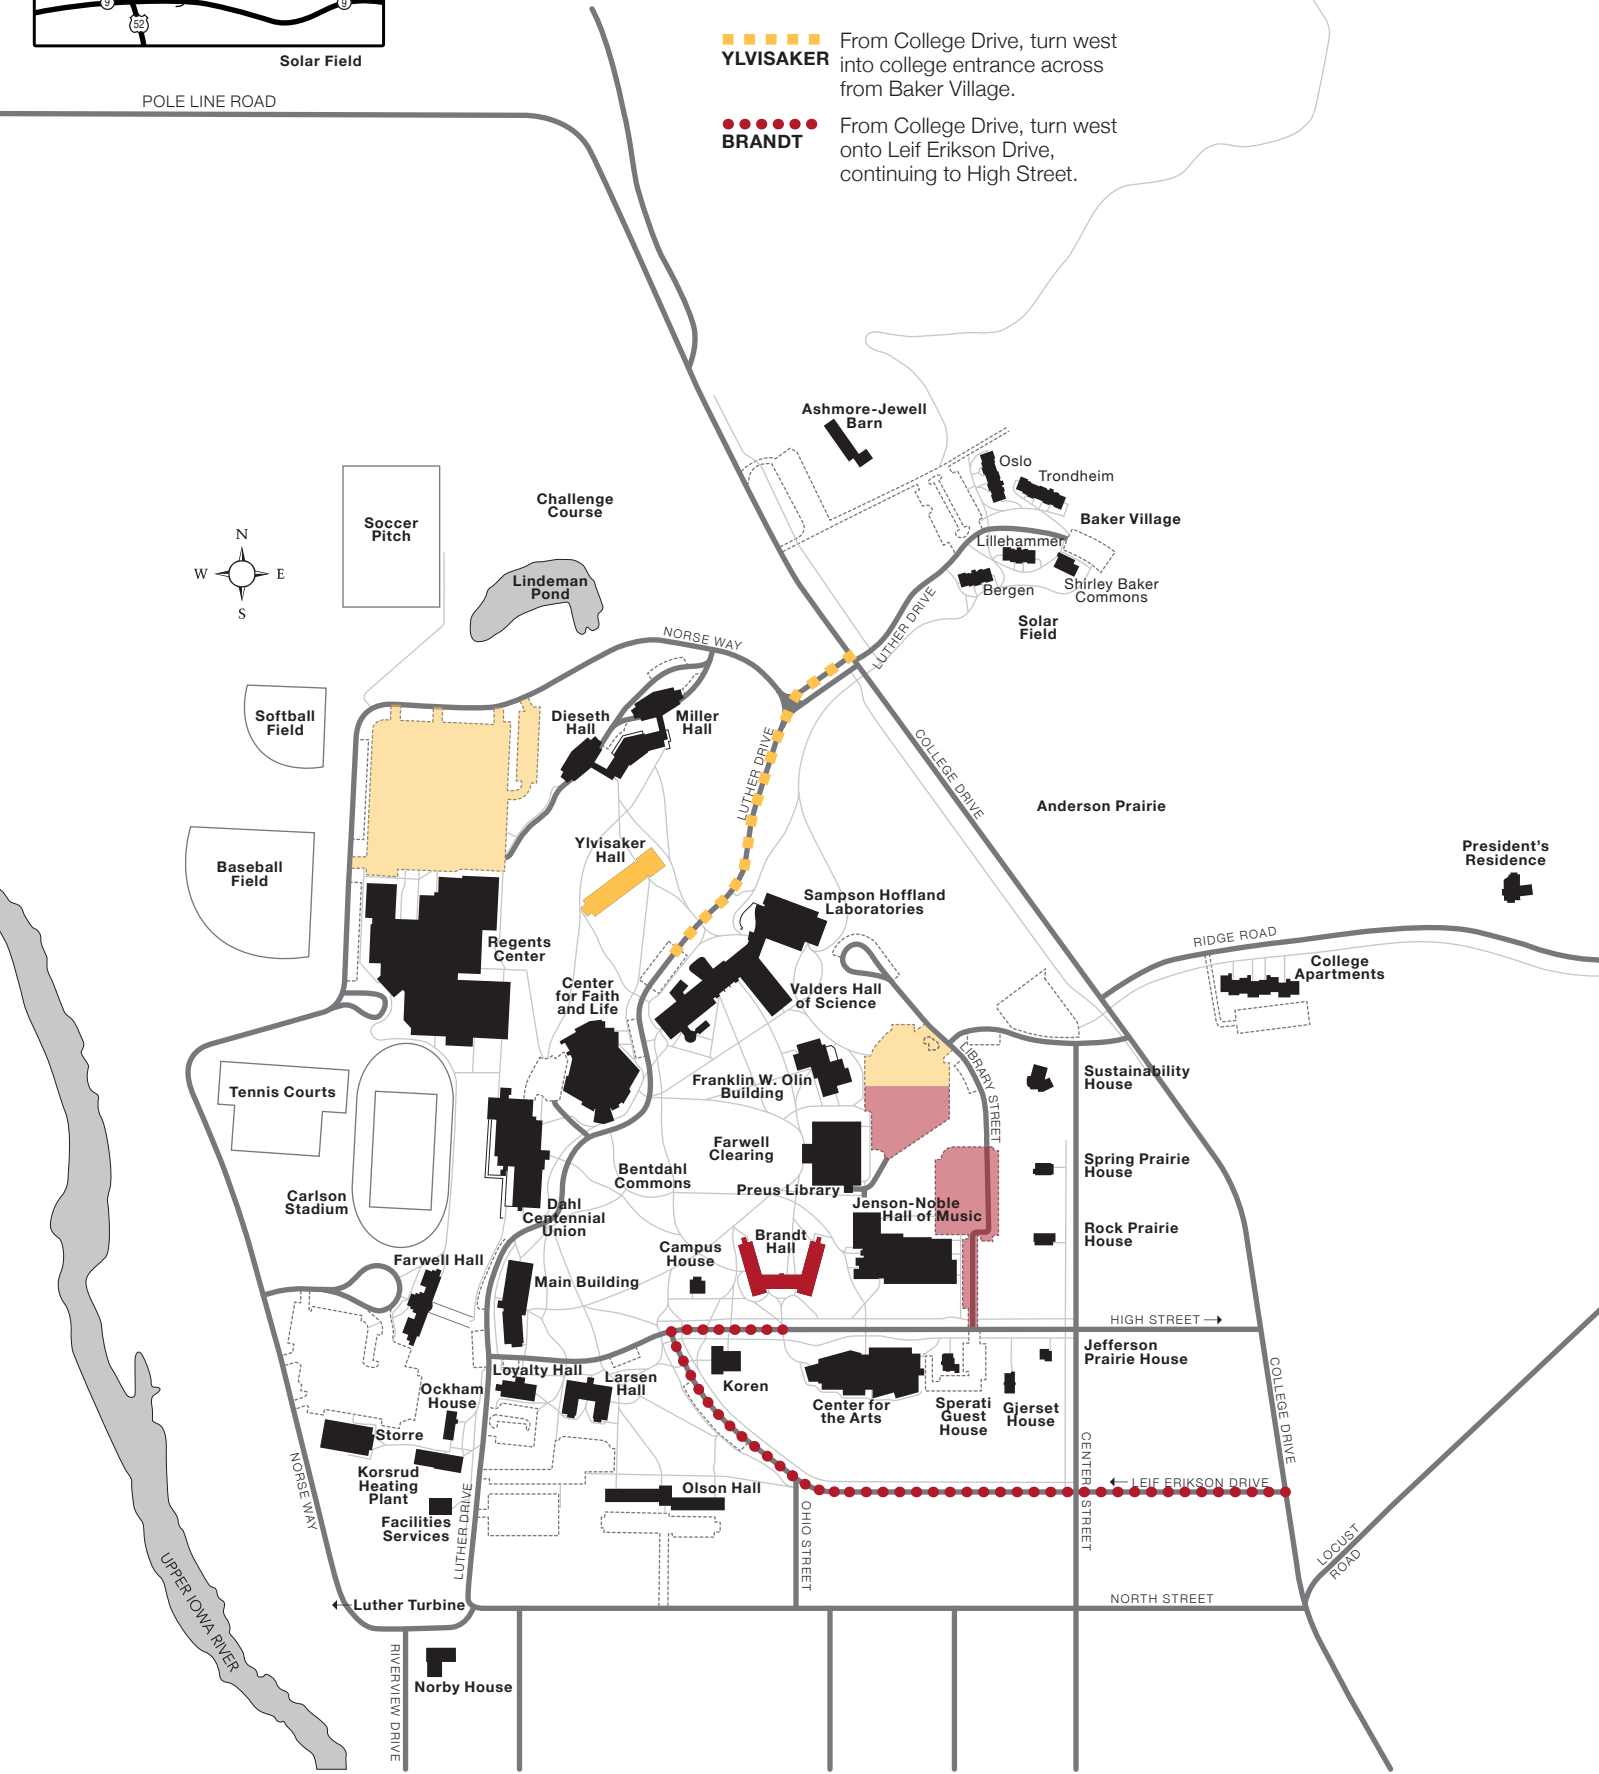 9
9
52
Solar Field
YLVISAKER
From College Drive, turn west
into college entrance across
from Baker Village.
BRANDT
From College Drive, turn west
onto Leif Erikson Drive,
continuing to High Street.
POLE LINE ROAD
Ashmore-Jewell
Barn
Oslo
Trondheim
Baker Village
Lillehammer
Bergen
Shirley Baker
Commons
Solar
Field
Challenge
Course
Soccer
Pitch
N
W
E
S
Lindeman
Pond
NORSE WAY
LUTHER DRIVE
Softball
Field
Dieseth
Hall
Miller
Hall
LUTHER DRIVE
COLLEGE DRIVE
Anderson Prairie
Baseball
Field
Ylvisaker
Hall
President's
Residence
Sampson Hoffland
Laboratories
Regents
Center
RIDGE ROAD
College
Apartments
Center
for Faith
and Life
Valders Hall
of Science
Tennis Courts
Franklin W. Olin
Building
LIBRARY STREET
Sustainability
House
Farwell
Clearing
Bentdahl
Commons
Preus Library
Spring Prairie
House
Carlson
Stadium
Dahl
Centennial
Union
Jenson-Noble
Hall of Music
Rock Prairie
House
Farwell Hall
Campus
House
Brandt
Hall
Main Building
HIGH STREET
Jefferson
Prairie House
Loyalty Hall
Larsen
Hall
Ockham
House
Koren
Center for
the Arts
Sperati
Guest
House
Gjerset
House
COLLEGE DRIVE
Storre
Korsrud
Heating
Plant
Facilities
Services
NORSE WAY
LUTHER DRIVE
Olson Hall
OHIO STREET
CENTER STREET
LEIF ERIKSON DRIVE
LOCUST
ROAD
UPPER IOWA RIVER
Luther Turbine
NORTH STREET
RIVERVIEW DRIVE
Norby House